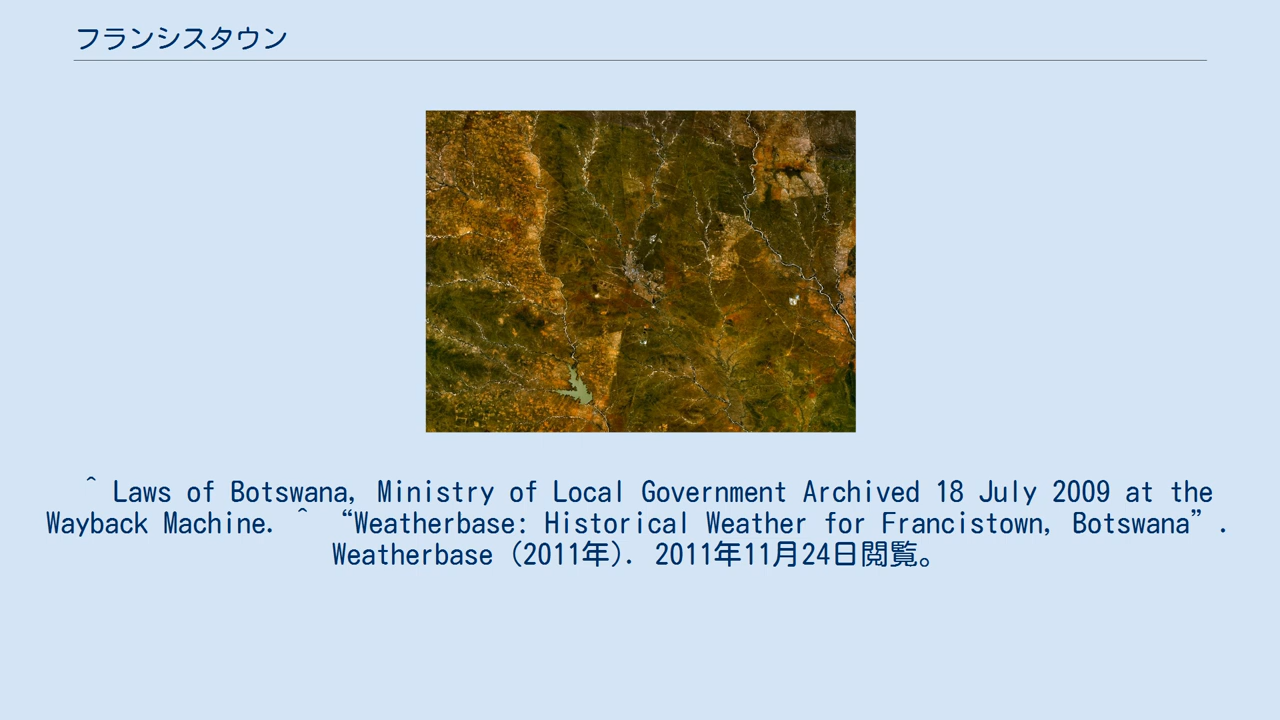 フランシスタウン
^ Laws of Botswana, Ministry of Local Government Archived 18 July 2009 at the
Wayback Machine. ^ “Weatherbase: Historical Weather for Francistown, Botswana”.
Weatherbase (2011年). 2011年11月24日閲覧。